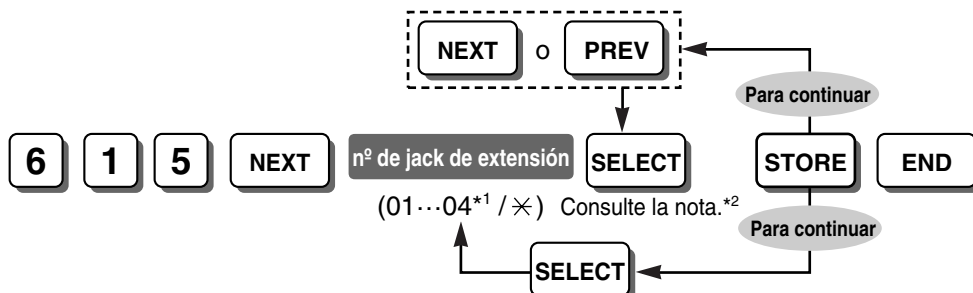 NEXT o PREV
Para continuar
6 1 5 NEXT nº de jack de extensión SELECT STORE END
(01···04*1 / ✕) Consulte la nota.*2
Para continuar
SELECT